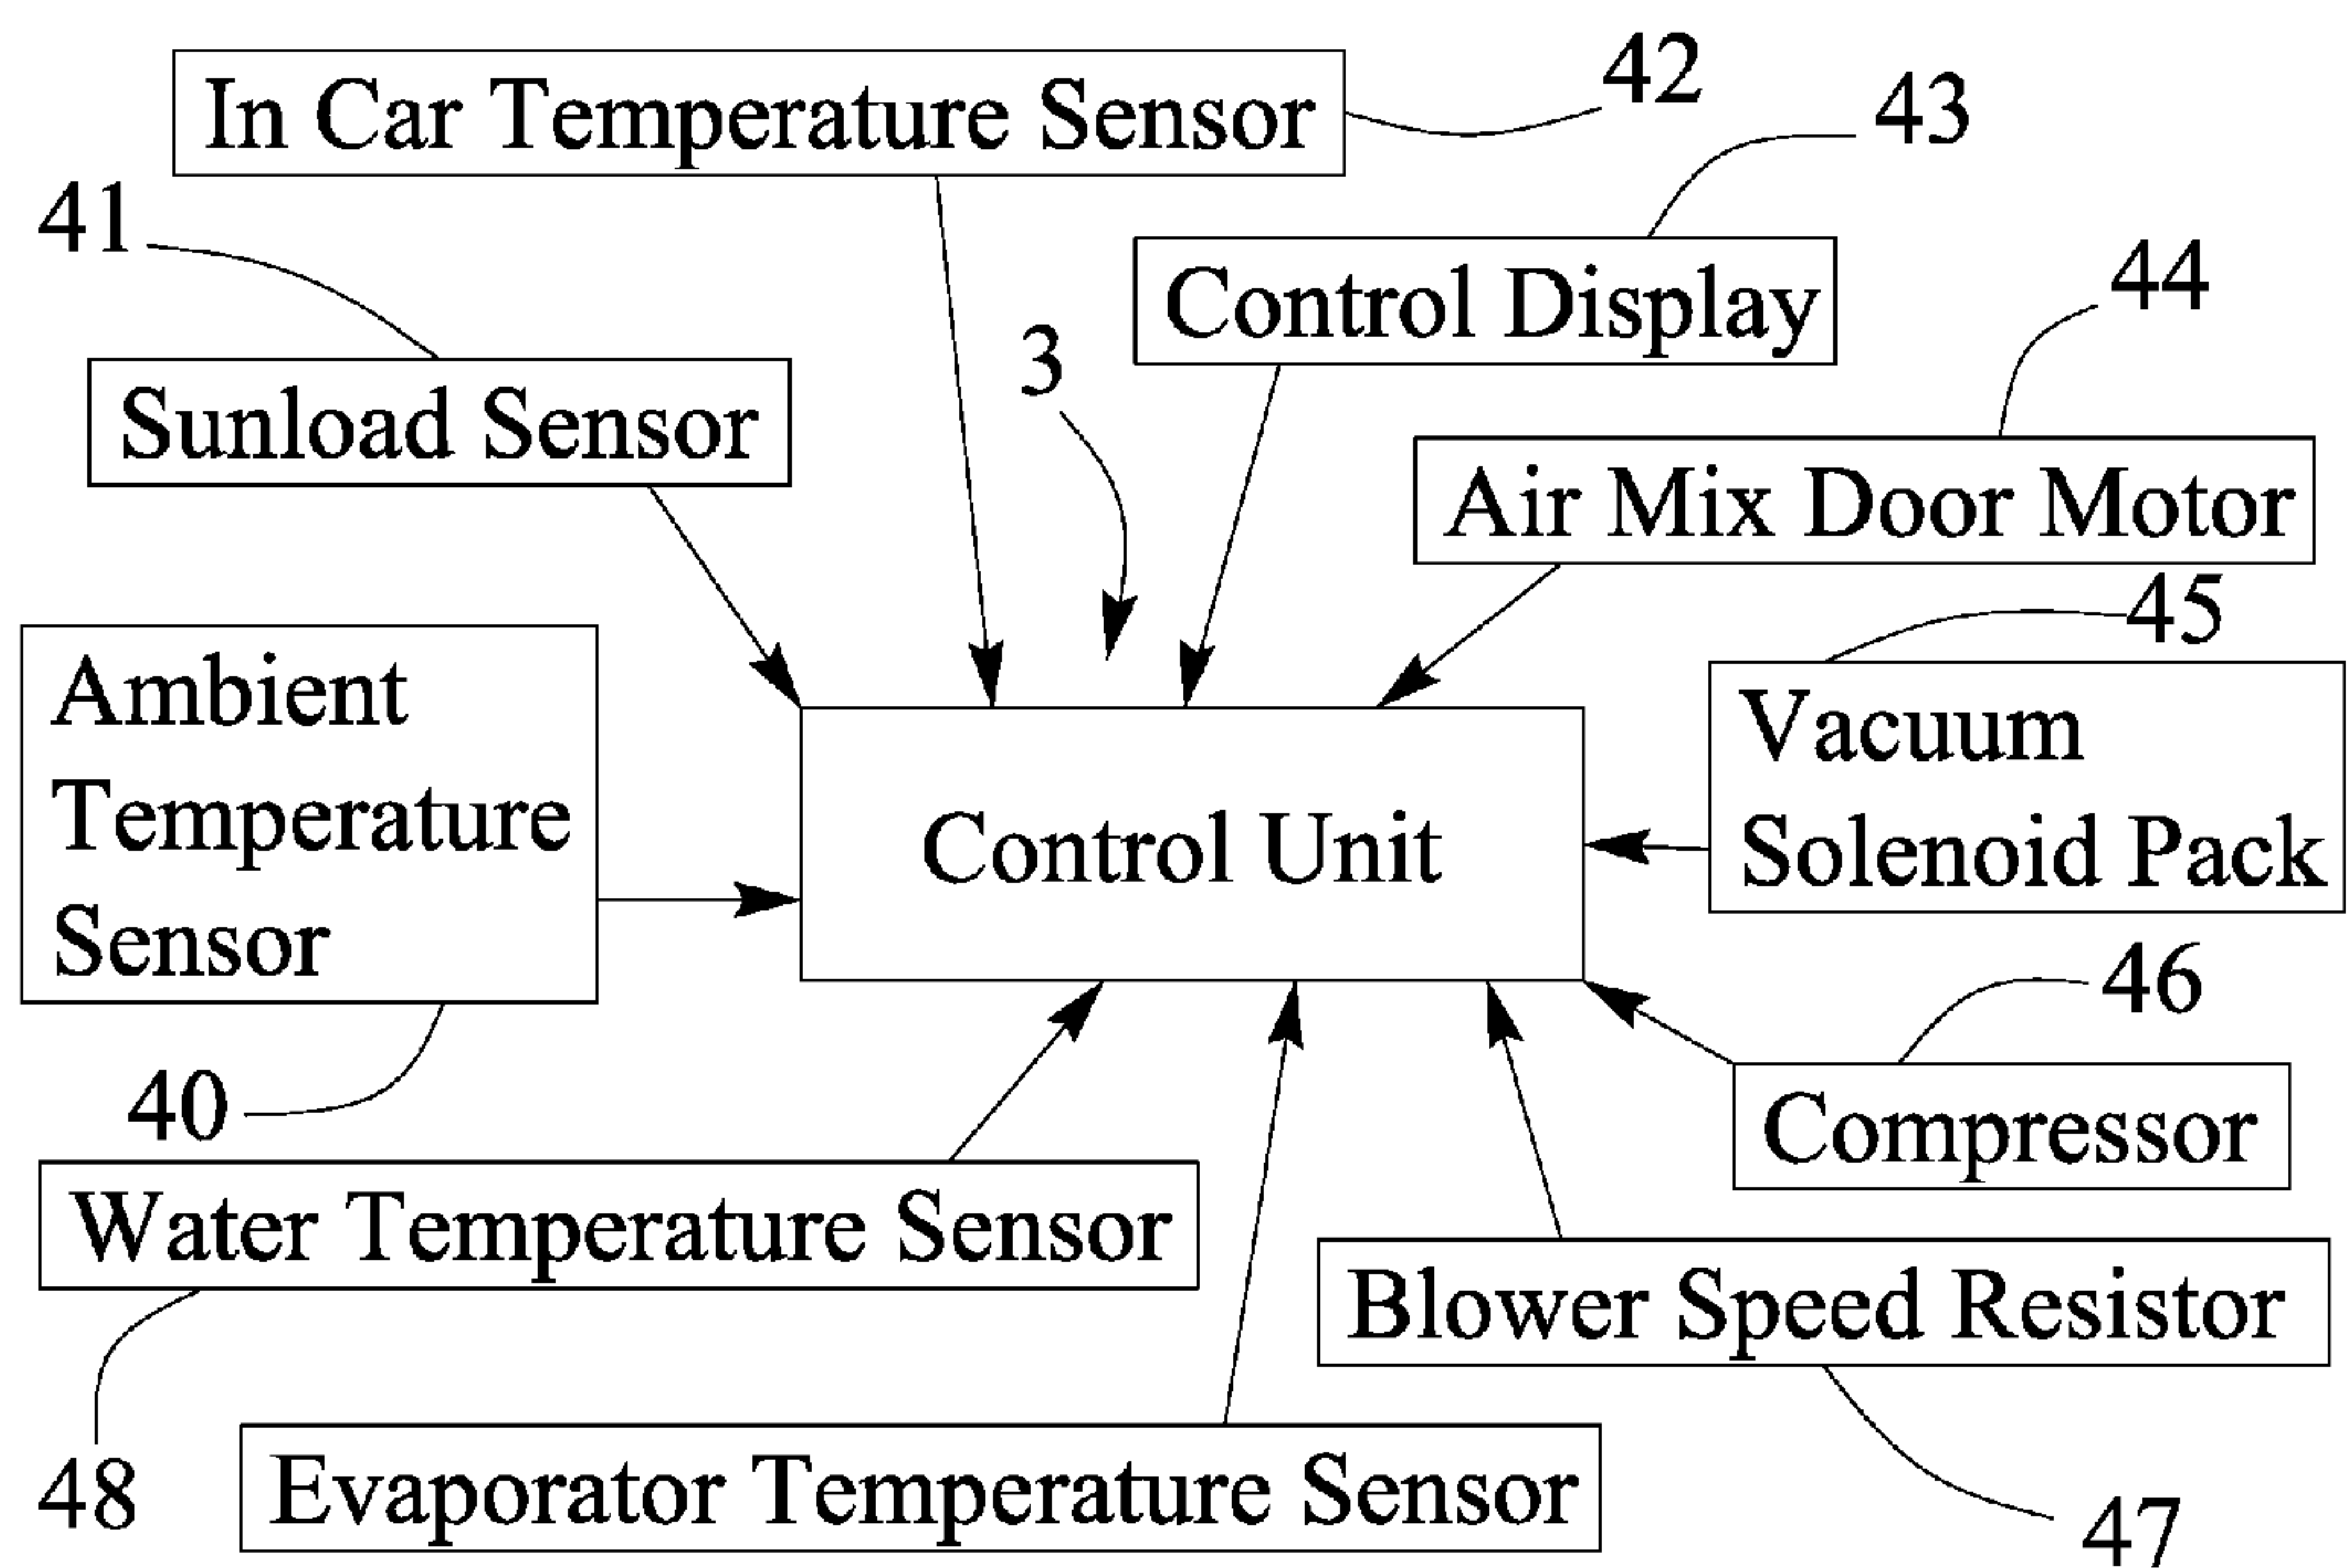 42
In Car Temperature Sensor
43
41
Control Display
44
3
Sunload Sensor
Air Mix Door Motor
45
Ambient
Temperature
Sensor
Vacuum
Solenoid Pack
Control Unit
46
40
Compressor
Water Temperature Sensor
Blower Speed Resistor
48
Evaporator Temperature Sensor
47